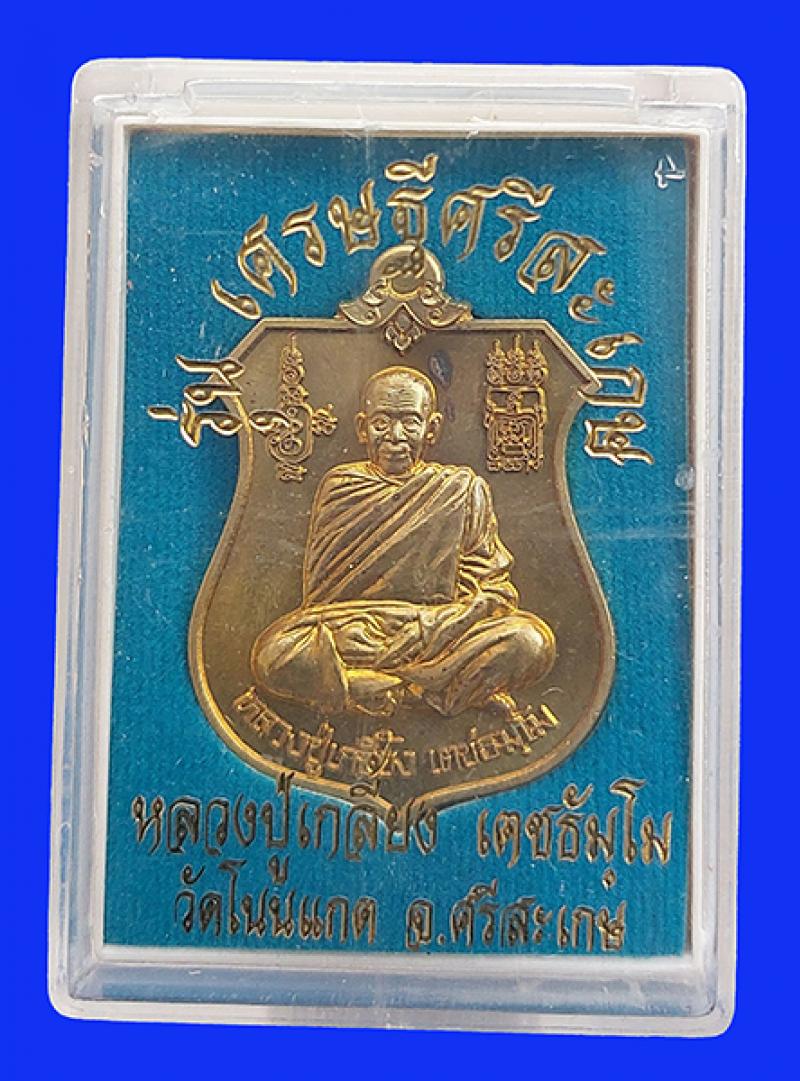 รุ่น เศรษฐีศรีสะเกษ
หลวงปู่เกลี้ยง เตชธมฺโม
หลวงปู่เกลี้ยง เตชธัมฺโม
วัดโนนแกด จ.ศรีสะเกษ